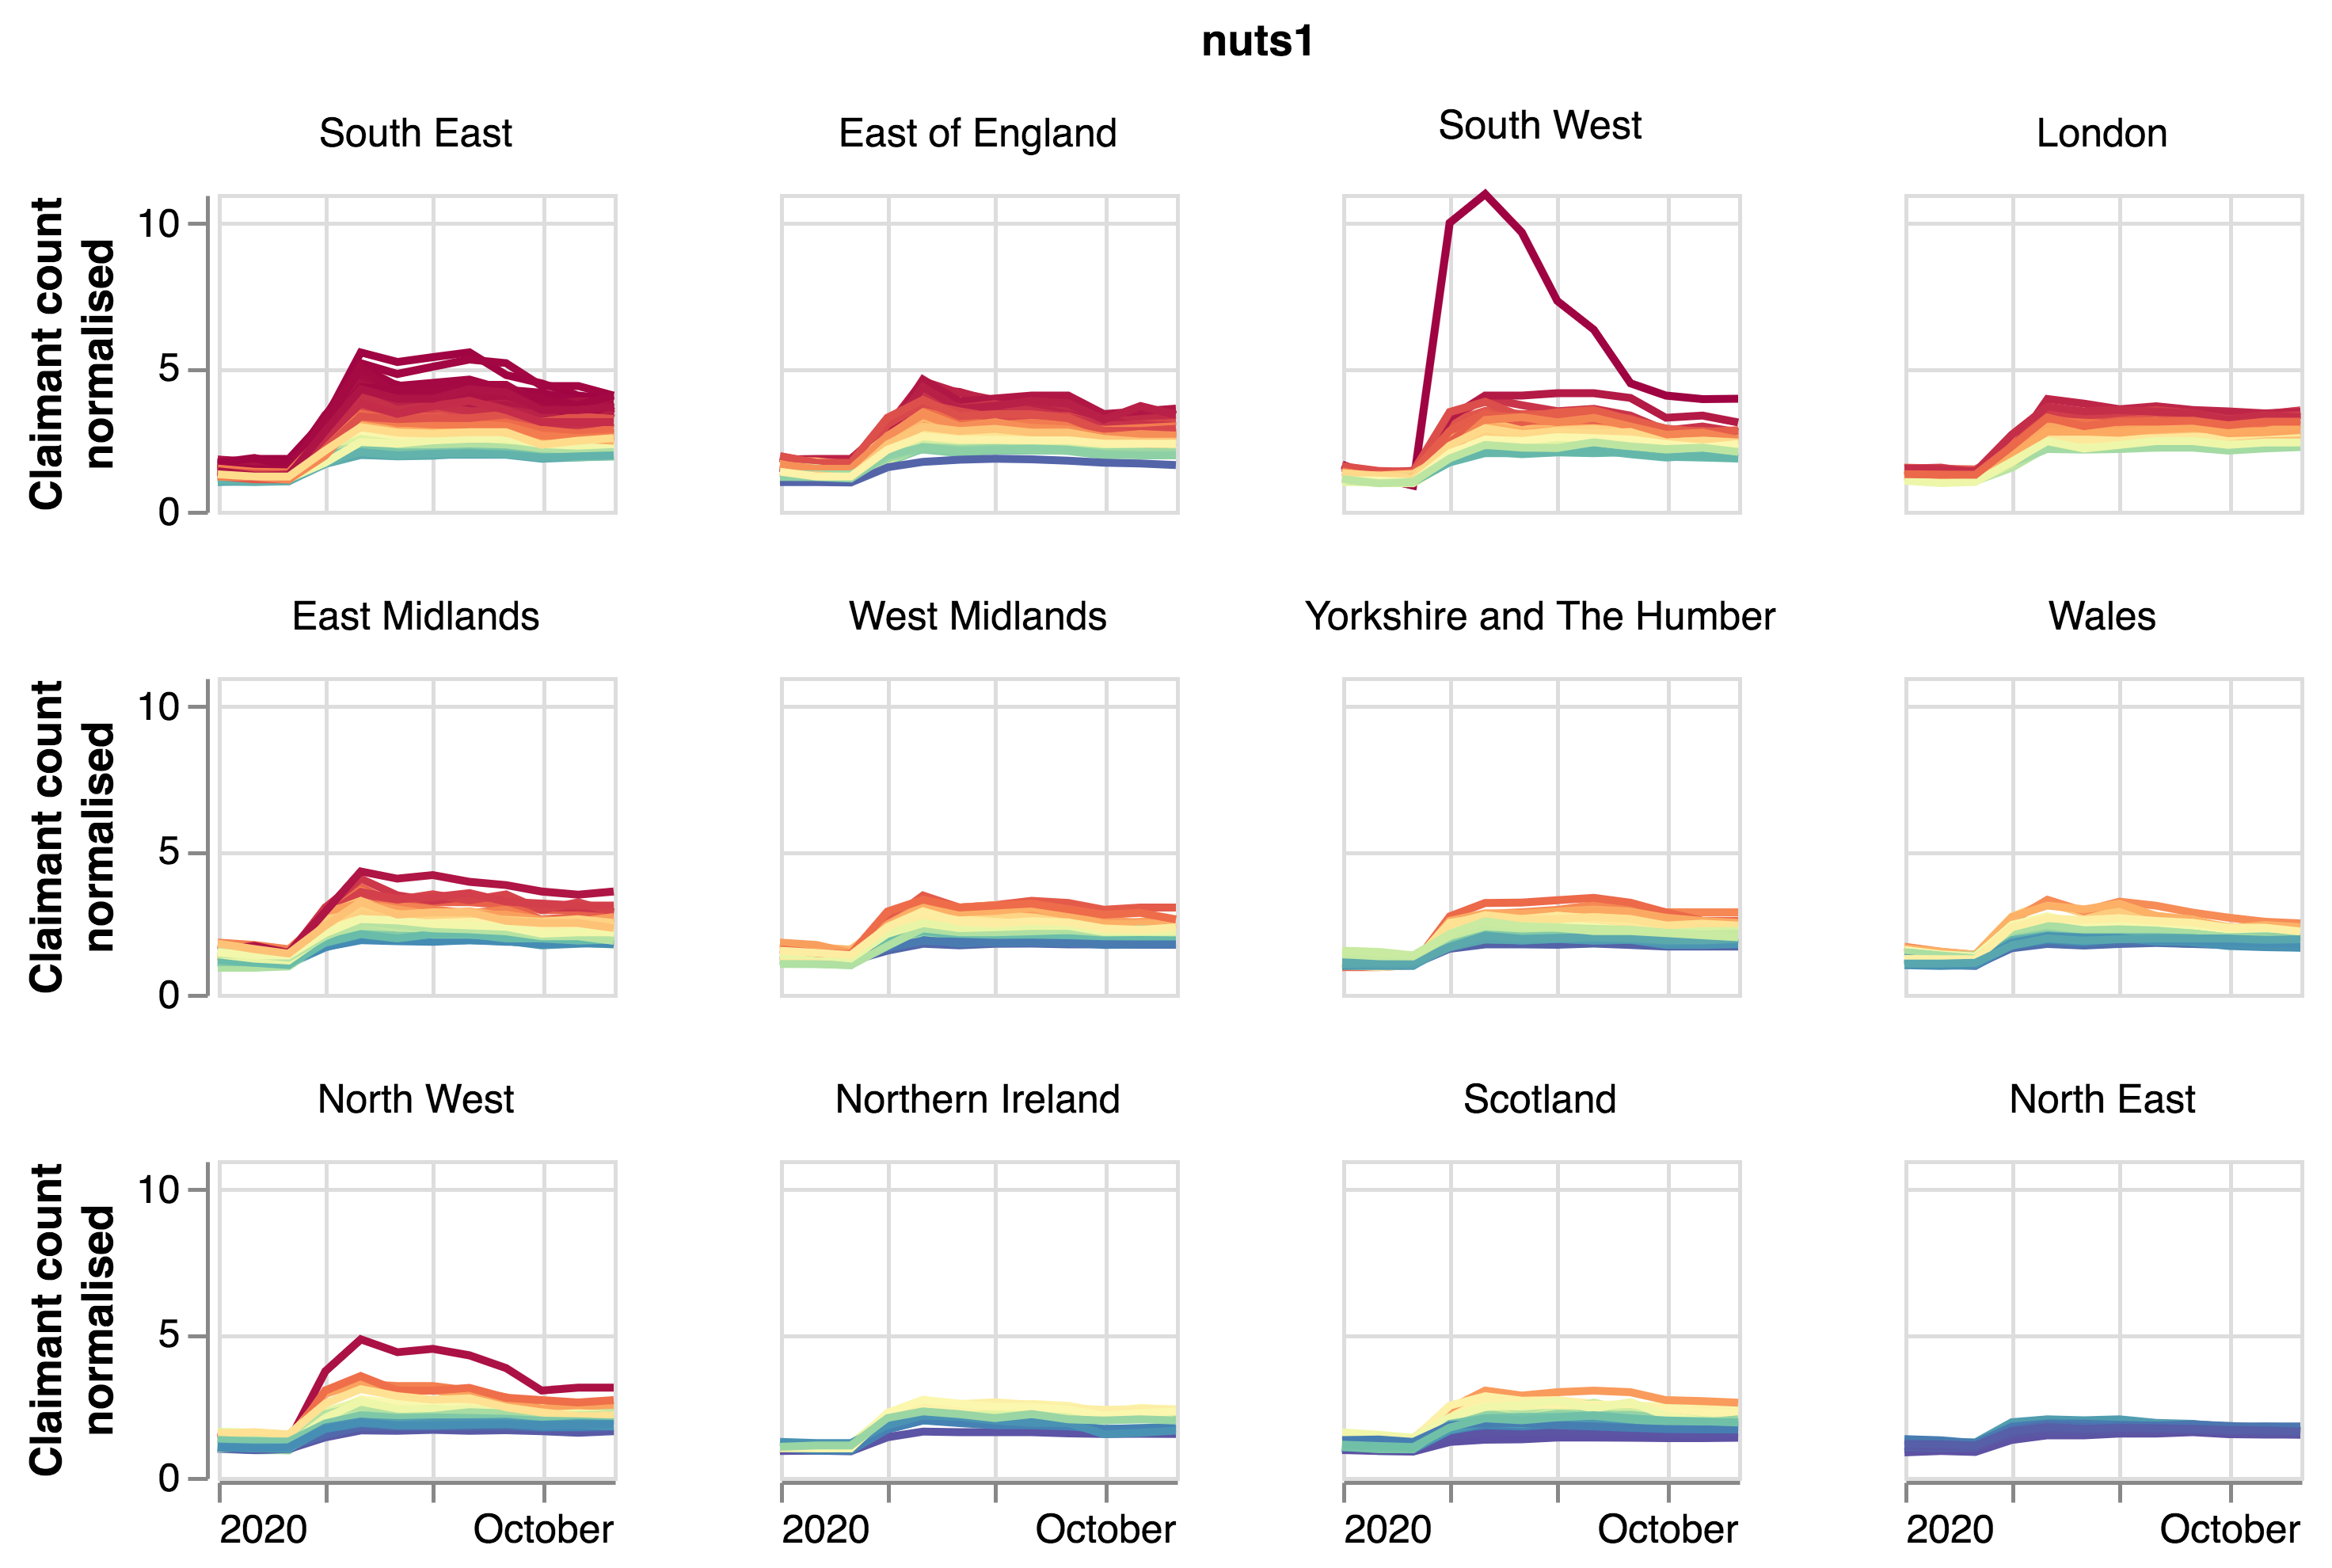 nuts1
South East
East of England
South West
London
Claimant count
normalised
10
5
0
East Midlands
West Midlands
Yorkshire and The Humber
Wales
Claimant count
normalised
10
5
0
North West
Northern Ireland
Scotland
North East
Claimant count
normalised
10
5
0
2020 October
2020 October
2020 October
2020 October